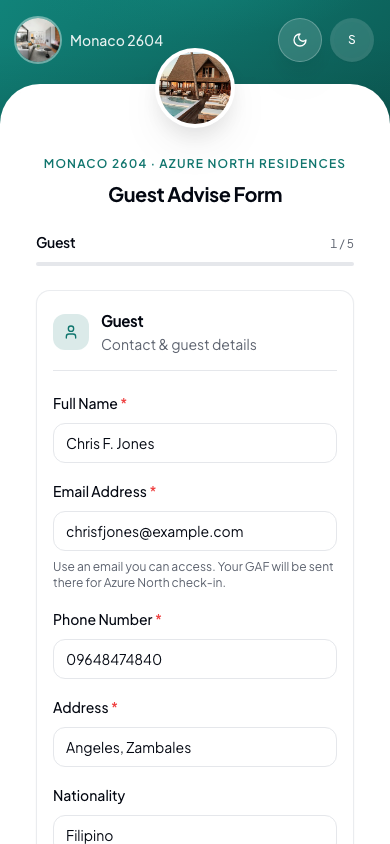 Monaco 2604
S
MONACO 2604 · AZURE NORTH RESIDENCES
Guest Advise Form
Guest
1 / 5
Guest
Contact & guest details
Full Name *
Chris F. Jones
Email Address *
chrisfjones@example.com
Use an email you can access. Your GAF will be sent
there for Azure North check-in.
Phone Number *
09648474840
Address *
Angeles, Zambales
Nationality
Filipino